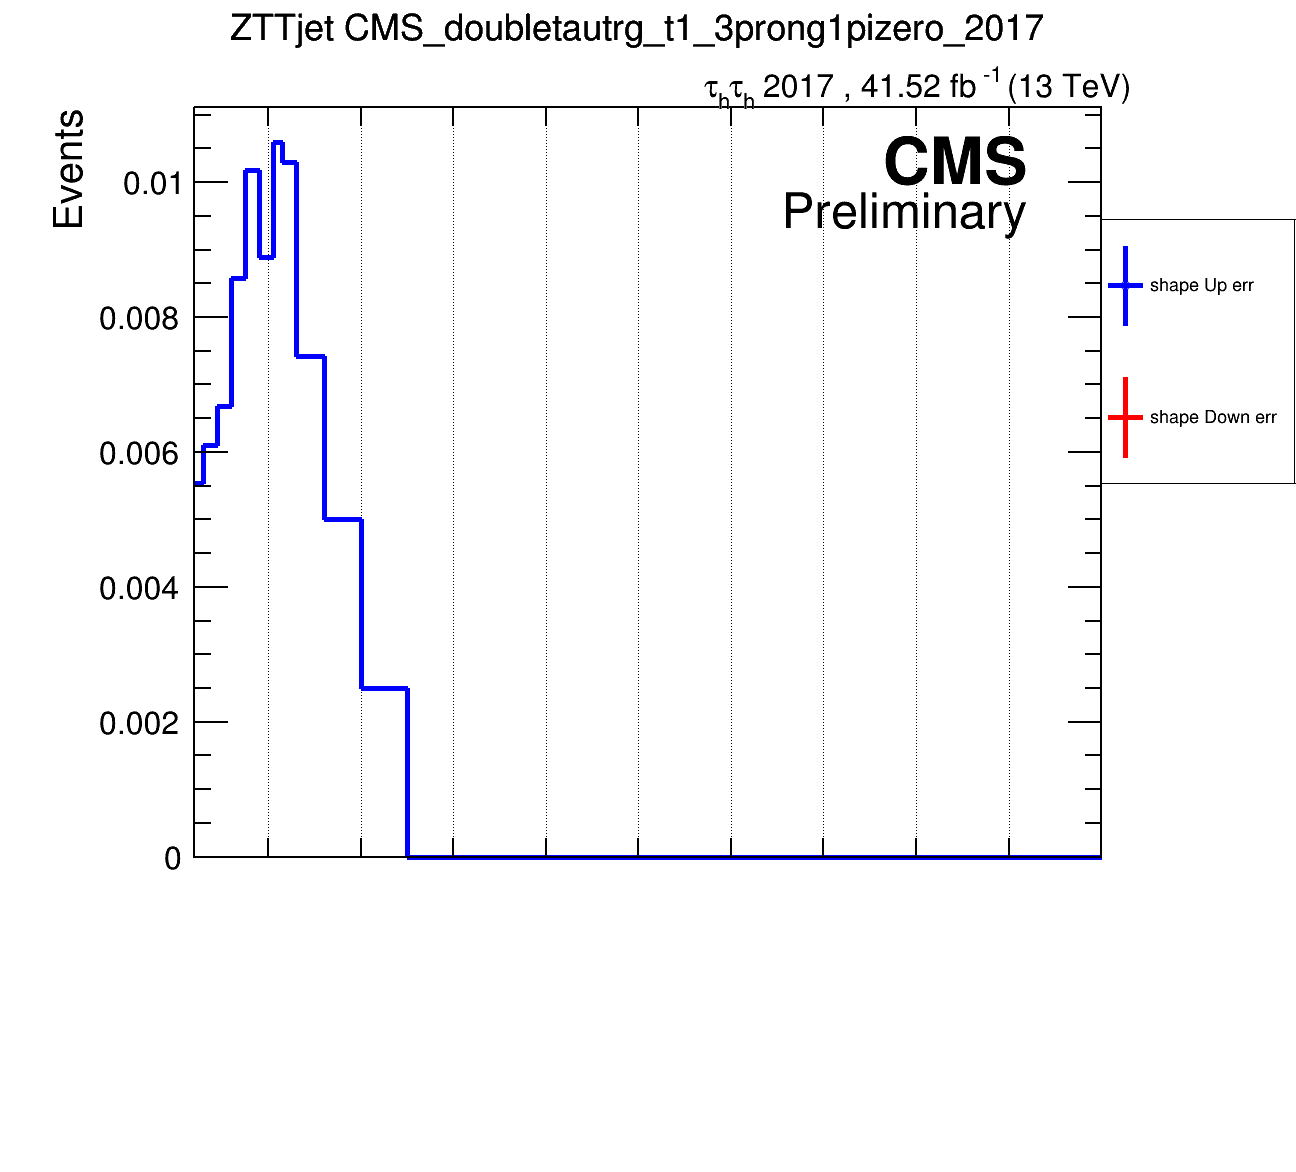 ZTTjet CMS_doubletautrg_t1_3prong1pizero_2017
τhτh 2017 , 41.52 fb -1 (13 TeV)
Events
CMS
Preliminary
0.01
0.008
0.006
0.004
0.002
0
shape Up err
shape Down err